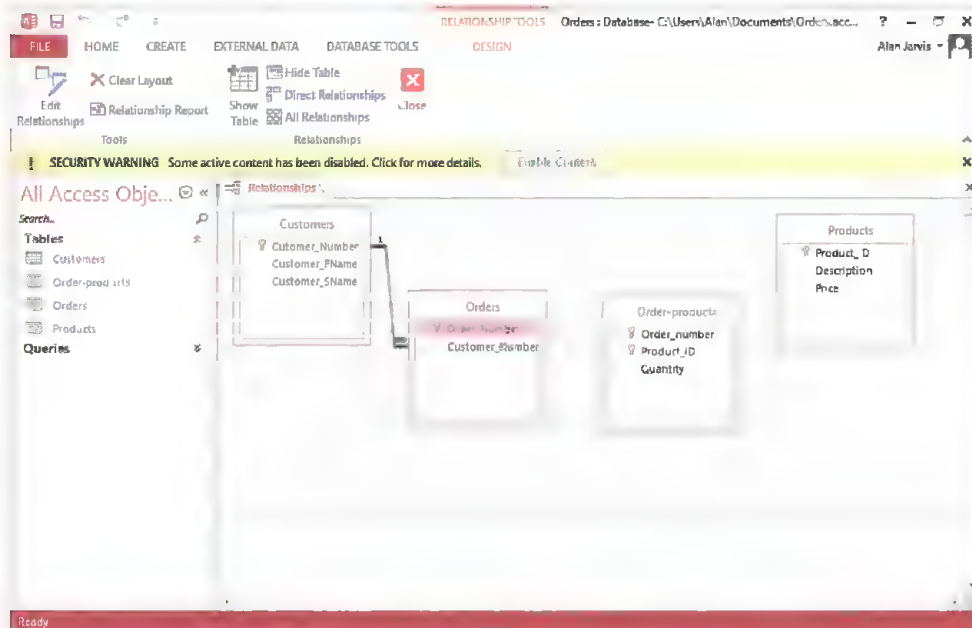 RELATIONSHIP TOOLS Orders : Database- C:\Users\Alan\Documents\Orders.acc... ?
FILE HOME CREATE EXTERNAL DATA DATABASE TOOLS DESIGN Alan Jarvis
Edit Relationships
Clear Layout
Relationship Report
Tools
Show Table
Hide Table
Direct Relationships
All Relationships
Close
Relationships
! SECURITY WARNING Some active content has been disabled. Click for more details. Enable Content
All Access Obje... «
Search...
Tables
Customers
Order-products
Orders
Products
Queries
Relationships
Customers
Cutomer_Number
Customer_FName
Customer_SName
1
Orders
Order_Number
Customer_Number
Order-products
Order_number
Product_ID
Quantity
Products
Product_ID
Description
Price
Ready